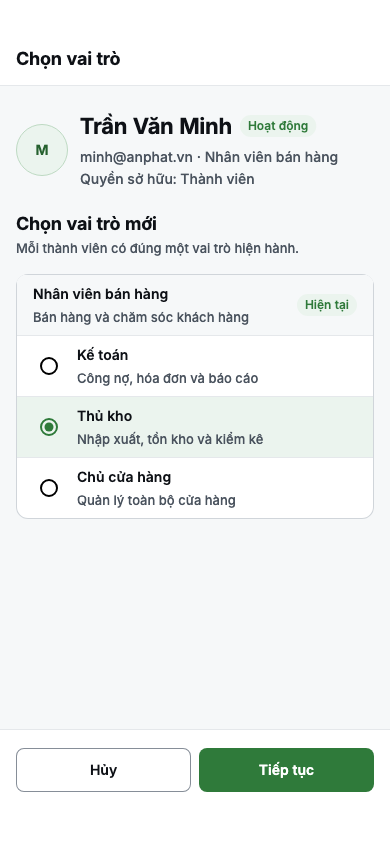 Chọn vai trò
M
Trần Văn Minh
Hoạt động
minh@anphat.vn · Nhân viên bán hàng
Quyền sở hữu: Thành viên
Chọn vai trò mới
Mỗi thành viên có đúng một vai trò hiện hành.
Nhân viên bán hàng
Bán hàng và chăm sóc khách hàng
Hiện tại
Kế toán
Công nợ, hóa đơn và báo cáo
Thủ kho
Nhập xuất, tồn kho và kiểm kê
Chủ cửa hàng
Quản lý toàn bộ cửa hàng
Hủy
Tiếp tục